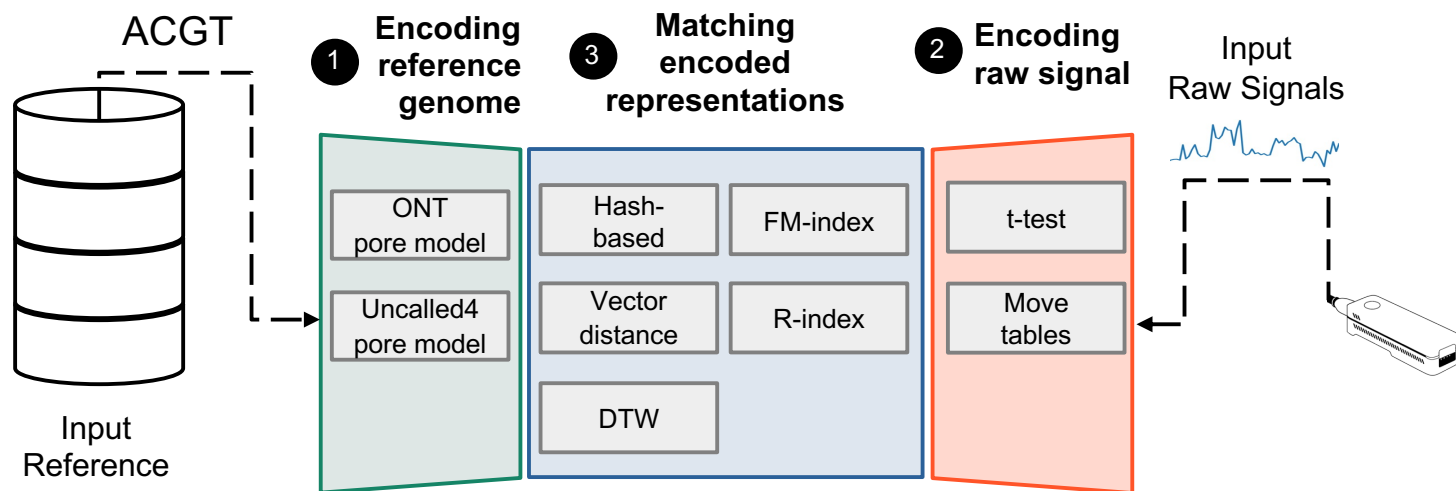 ACGT
Input
Reference
1
Encoding
reference
genome
ONT
pore model
Uncalled4
pore model
3
Matching
encoded
representations
Hash-
based
FM-index
Vector
distance
R-index
DTW
2
Encoding
raw signal
t-test
Move
tables
Input
Raw Signals